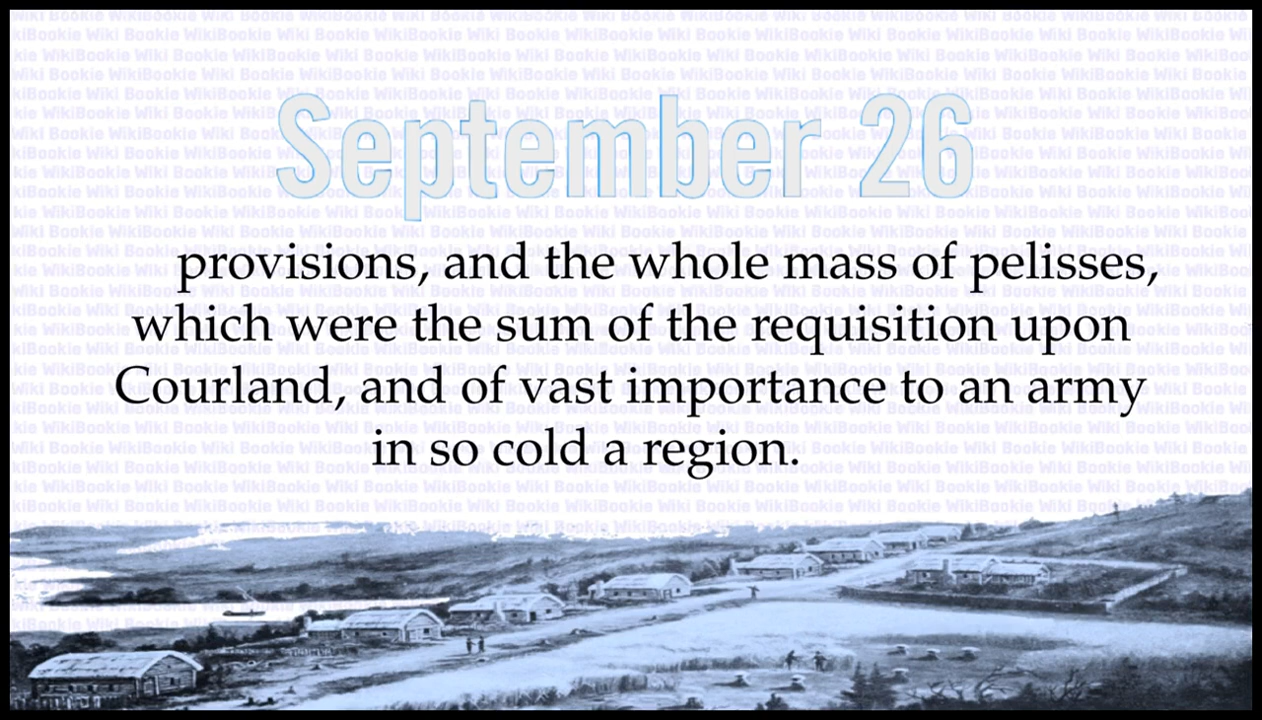 September 26
provisions, and the whole mass of pelisses,
which were the sum of the requisition upon
Courland, and of vast importance to an army
in so cold a region.